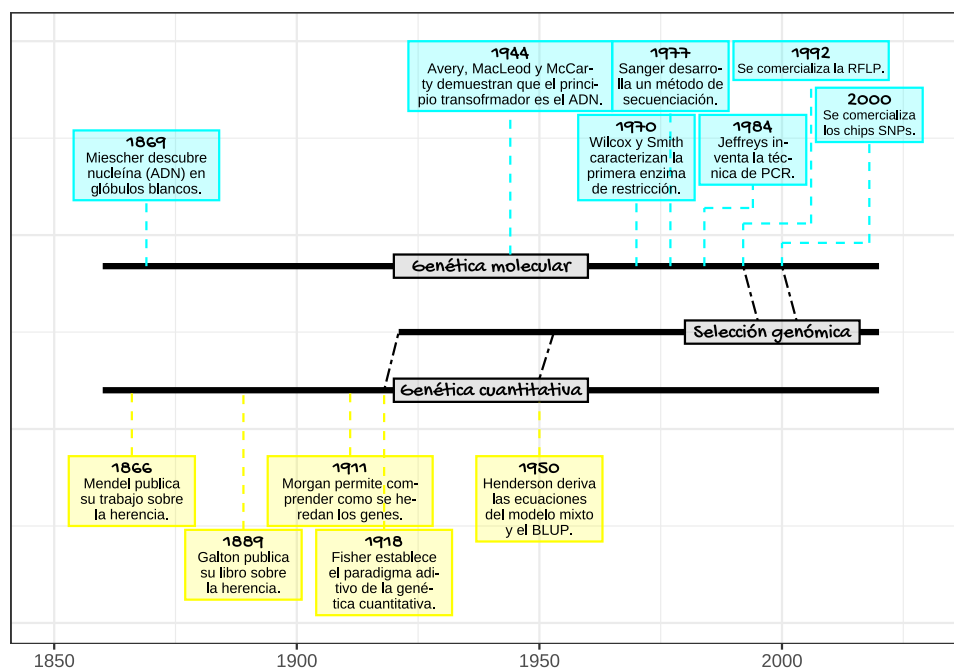 1944
Avery, MacLeod y McCar-
ty demuestran que el princi-
pio transofrmador es el ADN.
1977
Sanger desarro-
lla un método de
secuenciación.
1992
Se comercializa la RFLP.
2000
Se comercializa
los chips SNPs.
1869
Miescher descubre
nucleína (ADN) en
glóbulos blancos.
1970
Wilcox y Smith
caracterizan la
primera enzima
de restricción.
1984
Jeffreys in-
venta la téc-
nica de PCR.
Genética molecular
Selección genómica
Genética cuantitativa
1866
Mendel publica
su trabajo sobre
la herencia.
1889
Galton publica
su libro sobre
la herencia.
1911
Morgan permite com-
prender como se he-
redan los genes.
1918
Fisher establece
el paradigma adi-
tivo de la gené-
tica cuantitativa.
1950
Henderson deriva
las ecuaciones
del modelo mixto
y el BLUP.
1850
1900
1950
2000